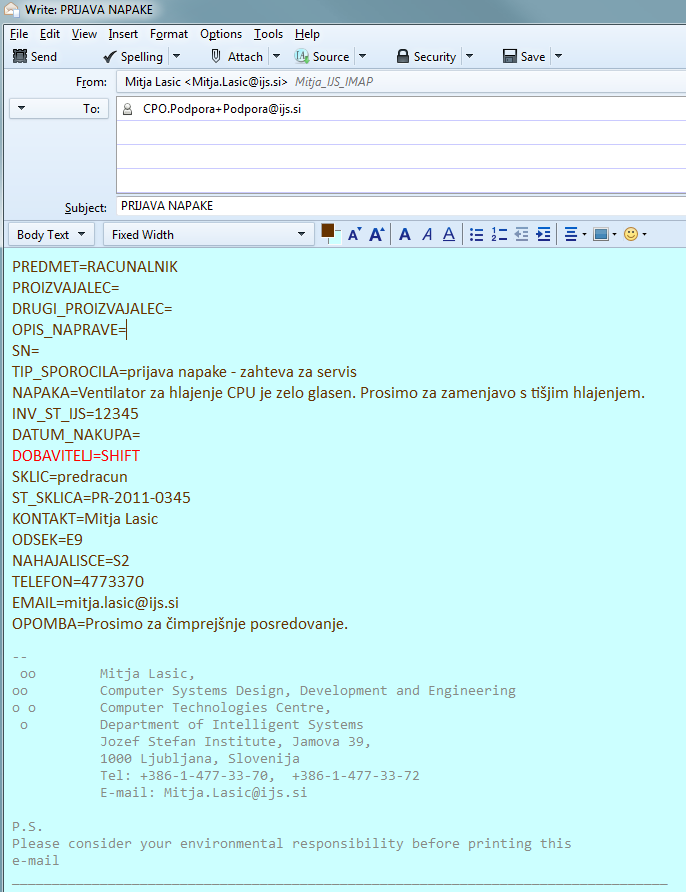 Write: PRIJAVA NAPAKE
File Edit View Insert Format Options Tools Help
Send Spelling Attach Source Security Save
From: Mitja Lasic <Mitja.Lasic@ijs.si> Mitja_IJS_IMAP
To: CPO.Podpora+Podpora@ijs.si
Subject: PRIJAVA NAPAKE
Body Text Fixed Width A A A A A
PREDMET=RACUNALNIK
PROIZVAJALEC=
DRUGI_PROIZVAJALEC=
OPIS_NAPRAVE=
SN=
TIP_SPOROCILA=prijava napake - zahteva za servis
NAPAKA=Ventilator za hlajenje CPU je zelo glasen. Prosimo za zamenjavo s tišjim hlajenjem.
INV_ST_IJS=12345
DATUM_NAKUPA=
DOBAVITELJ=SHIFT
SKLIC=predracun
ST_SKLICA=PR-2011-0345
KONTAKT=Mitja Lasic
ODSEK=E9
NAHAJALISCE=S2
TELEFON=4773370
EMAIL=mitja.lasic@ijs.si
OPOMBA=Prosimo za čimprejšnje posredovanje.
--
oo Mitja Lasic,
oo Computer Systems Design, Development and Engineering
o o Computer Technologies Centre,
o Department of Intelligent Systems
Jozef Stefan Institute, Jamova 39,
1000 Ljubljana, Slovenija
Tel: +386-1-477-33-70, +386-1-477-33-72
E-mail: Mitja.Lasic@ijs.si
P.S.
Please consider your environmental responsibility before printing this
e-mail